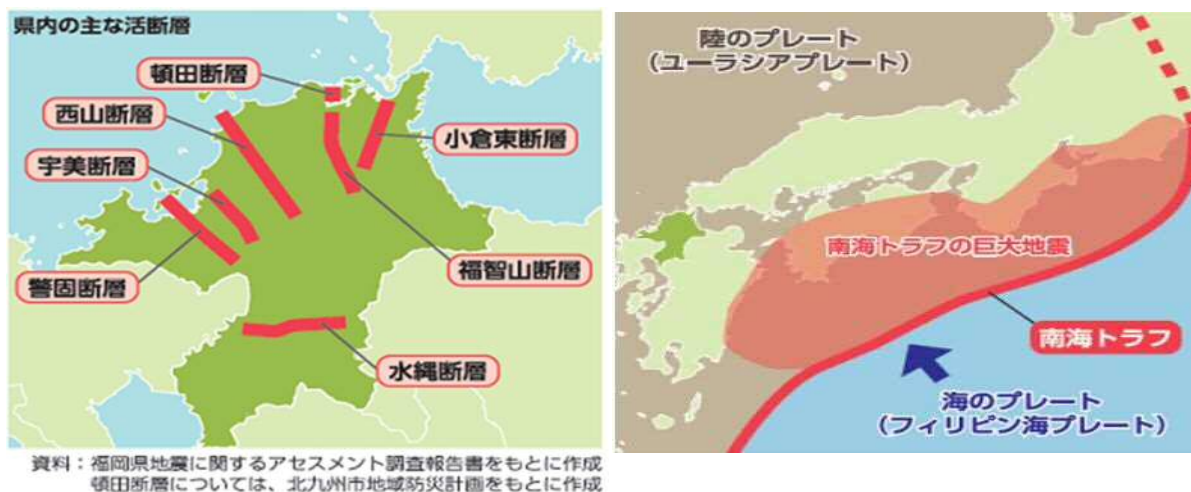 県内の主な活断層
頓田断層
西山断層
小倉東断層
宇美断層
福智山断層
警固断層
水縄断層
資料：福岡県地震に関するアセスメント調査報告書をもとに作成
頓田断層については、北九州市地域防災計画をもとに作成
陸のプレート
（ユーラシアプレート）
南海トラフの巨大地震
南海トラフ
海のプレート
（フィリピン海プレート）